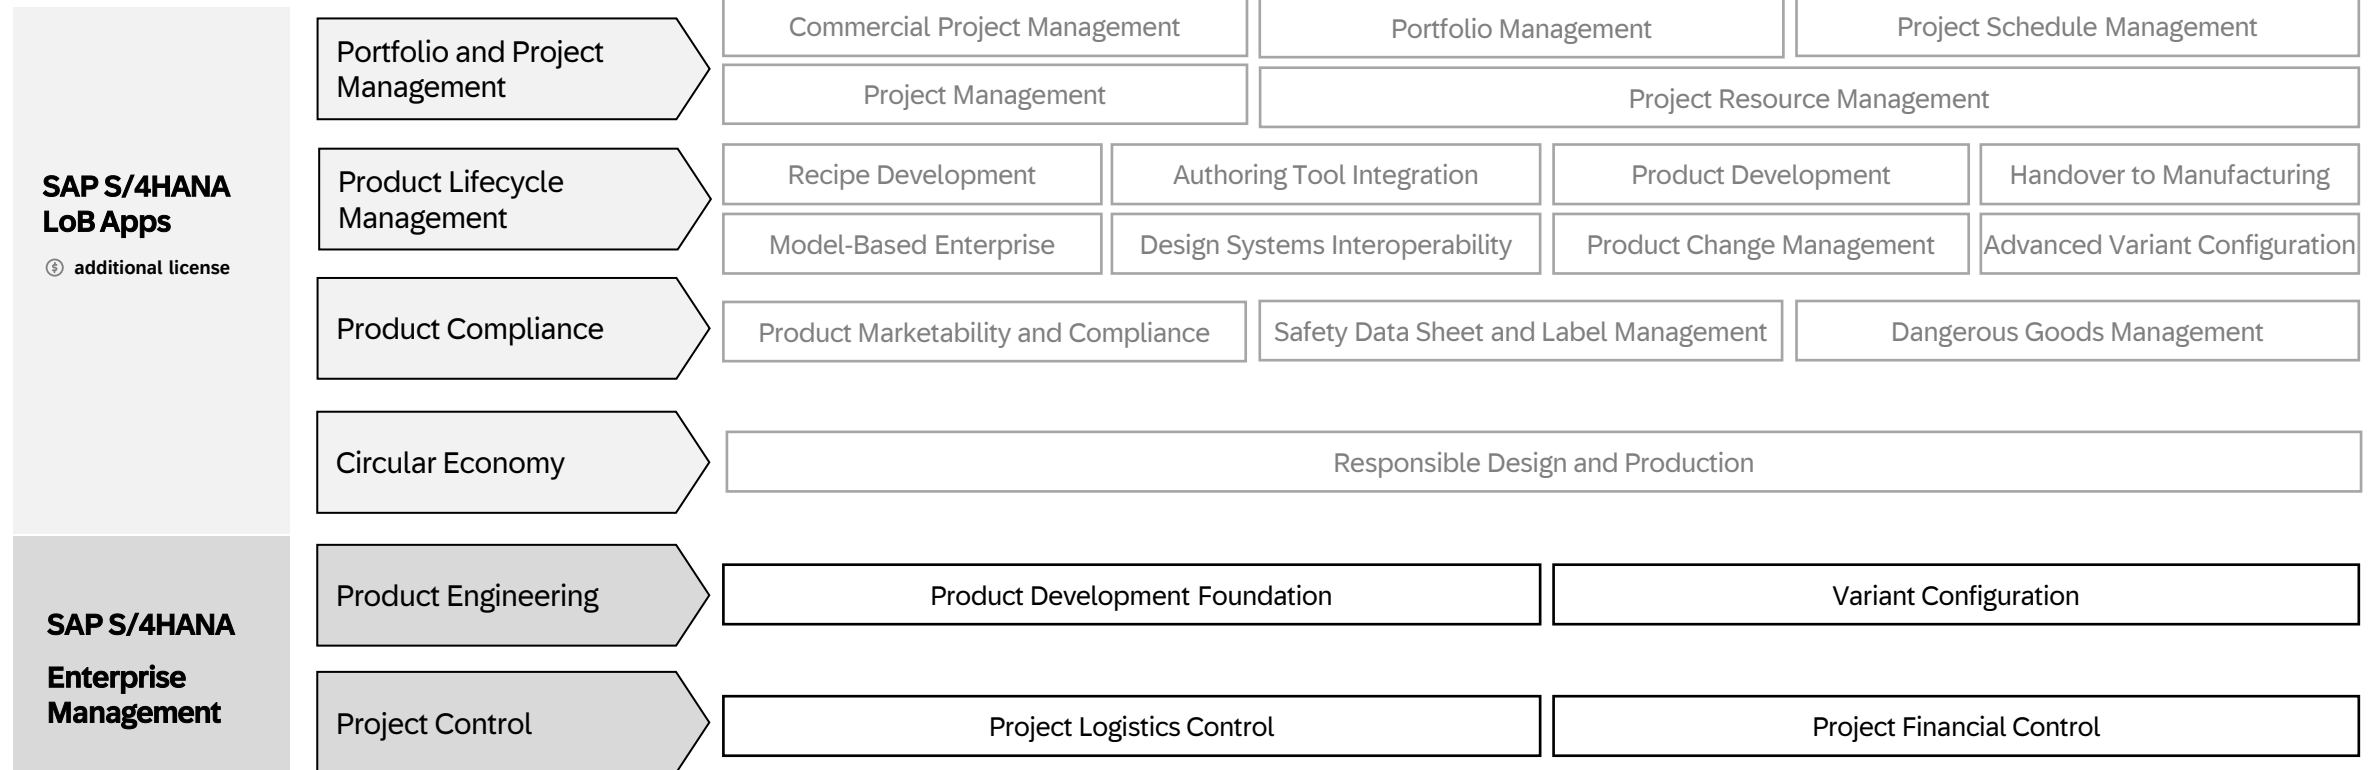 SAP S/4HANA
LoB Apps
additional license
Portfolio and Project
Management
Commercial Project Management
Portfolio Management
Project Schedule Management
Project Management
Project Resource Management
Product Lifecycle
Management
Recipe Development
Authoring Tool Integration
Product Development
Handover to Manufacturing
Model-Based Enterprise
Design Systems Interoperability
Product Change Management
Advanced Variant Configuration
Product Compliance
Product Marketability and Compliance
Safety Data Sheet and Label Management
Dangerous Goods Management
Circular Economy
Responsible Design and Production
SAP S/4HANA
Enterprise
Management
Product Engineering
Product Development Foundation
Variant Configuration
Project Control
Project Logistics Control
Project Financial Control